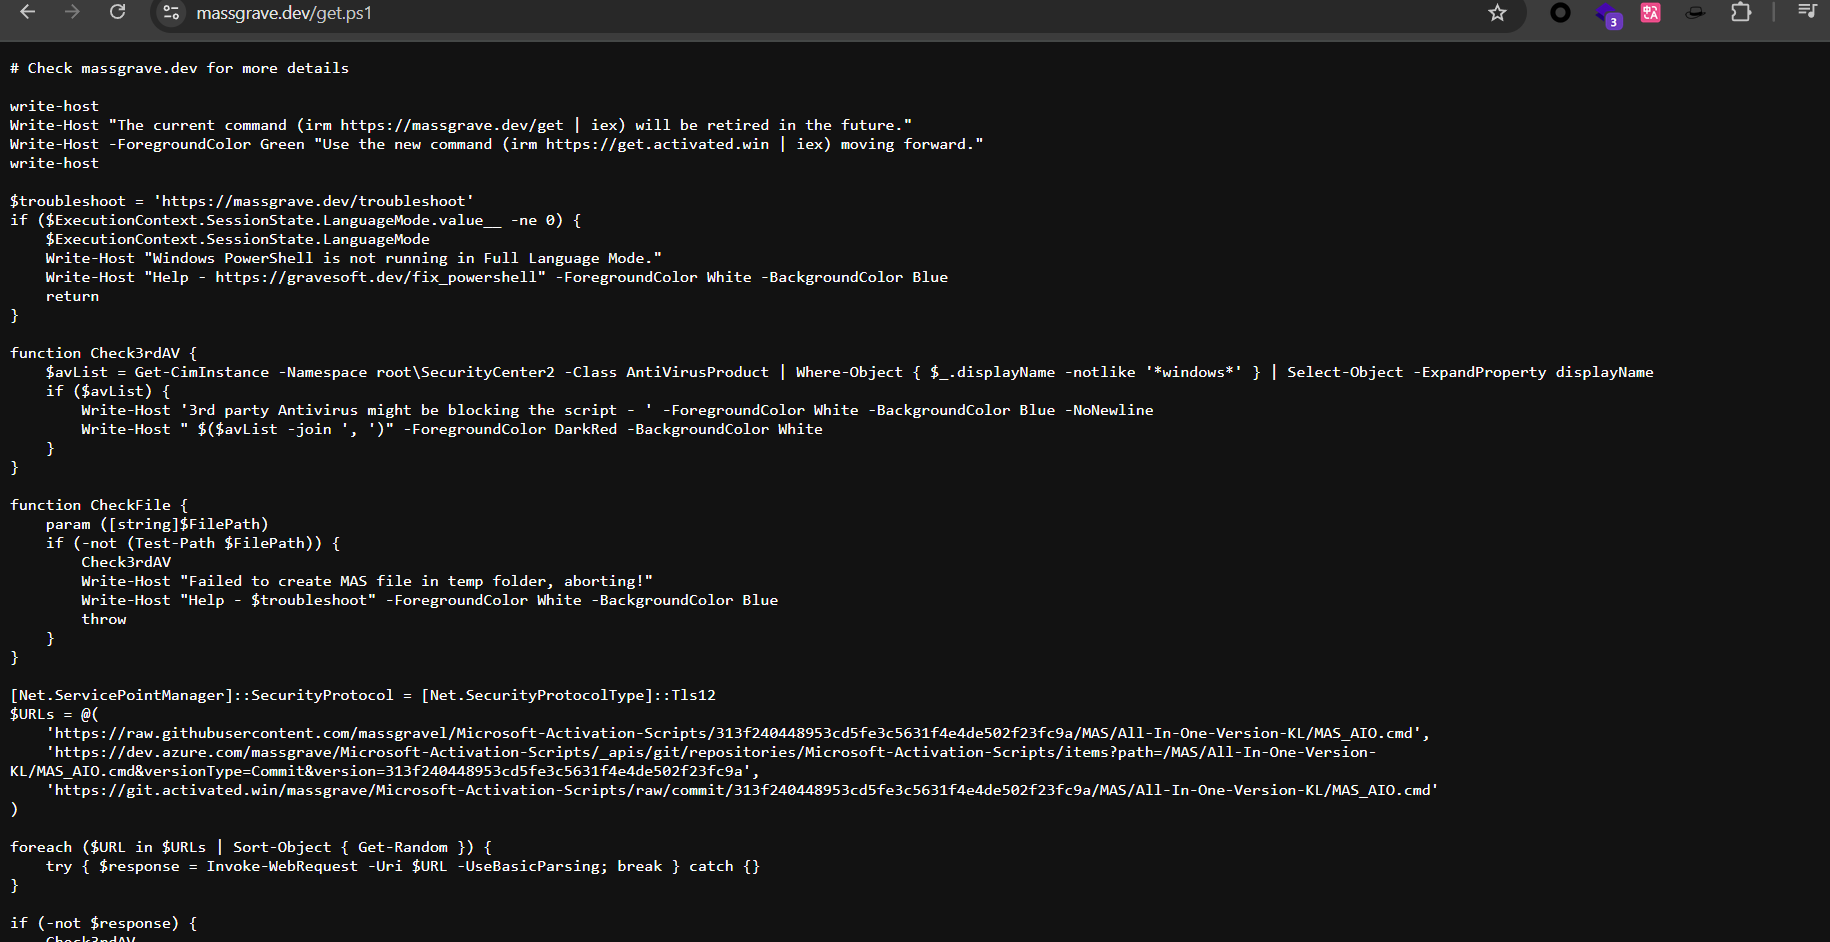 massgrave.dev/get.ps1
3
# Check massgrave.dev for more details
write-host
Write-Host "The current command (irm https://massgrave.dev/get | iex) will be retired in the future."
Write-Host -ForegroundColor Green "Use the new command (irm https://get.activated.win | iex) moving forward."
write-host
$troubleshoot = 'https://massgrave.dev/troubleshoot'
if ($ExecutionContext.SessionState.LanguageMode.value__ -ne 0) {
    $ExecutionContext.SessionState.LanguageMode
    Write-Host "Windows PowerShell is not running in Full Language Mode."
    Write-Host "Help - https://gravesoft.dev/fix_powershell" -ForegroundColor White -BackgroundColor Blue
    return
}
function Check3rdAV {
    $avList = Get-CimInstance -Namespace root\SecurityCenter2 -Class AntiVirusProduct | Where-Object { $_.displayName -notlike '*windows*' } | Select-Object -ExpandProperty displayName
    if ($avList) {
        Write-Host '3rd party Antivirus might be blocking the script - ' -ForegroundColor White -BackgroundColor Blue -NoNewline
        Write-Host " $($avList -join ', ')" -ForegroundColor DarkRed -BackgroundColor White
    }
}
function CheckFile {
    param ([string]$FilePath)
    if (-not (Test-Path $FilePath)) {
        Check3rdAV
        Write-Host "Failed to create MAS file in temp folder, aborting!"
        Write-Host "Help - $troubleshoot" -ForegroundColor White -BackgroundColor Blue
        throw
    }
}
[Net.ServicePointManager]::SecurityProtocol = [Net.SecurityProtocolType]::Tls12
$URLs = @(
    'https://raw.githubusercontent.com/massgravel/Microsoft-Activation-Scripts/313f240448953cd5fe3c5631f4e4de502f23fc9a/MAS/All-In-One-Version-KL/MAS_AIO.cmd',
    'https://dev.azure.com/massgrave/Microsoft-Activation-Scripts/_apis/git/repositories/Microsoft-Activation-Scripts/items?path=/MAS/All-In-One-Version-
KL/MAS_AIO.cmd&versionType=Commit&version=313f240448953cd5fe3c5631f4e4de502f23fc9a',
    'https://git.activated.win/massgrave/Microsoft-Activation-Scripts/raw/commit/313f240448953cd5fe3c5631f4e4de502f23fc9a/MAS/All-In-One-Version-KL/MAS_AIO.cmd'
)
foreach ($URL in $URLs | Sort-Object { Get-Random }) {
    try { $response = Invoke-WebRequest -Uri $URL -UseBasicParsing; break } catch {}
}
if (-not $response) {
    Check3rdAV